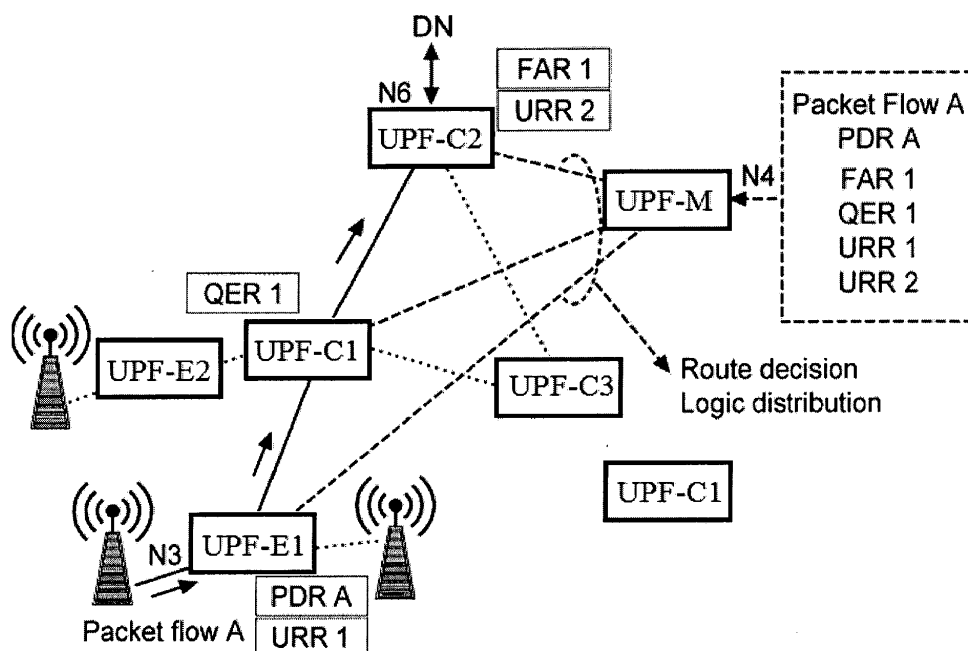 DN
N6
FAR 1
URR 2
UPF-C2
Packet Flow A
PDR A
FAR 1
QER 1
URR 1
URR 2
N4
UPF-M
QER 1
UPF-E2
UPF-C1
UPF-C3
Route decision
Logic distribution
UPF-C1
N3
UPF-E1
PDR A
URR 1
Packet flow A